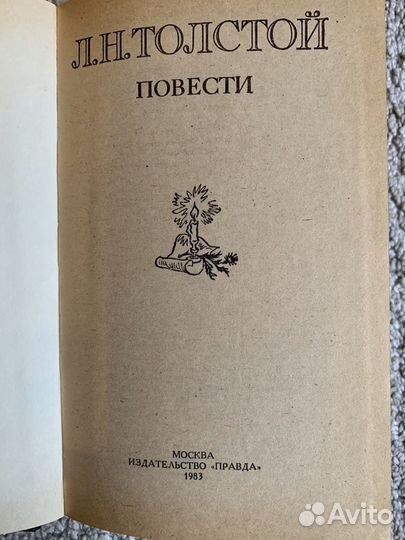 Л.Н.ТОЛСТОЙ
ПОВЕСТИ
МОСКВА
ИЗДАТЕЛЬСТВО «ПРАВДА»
1983
Avito